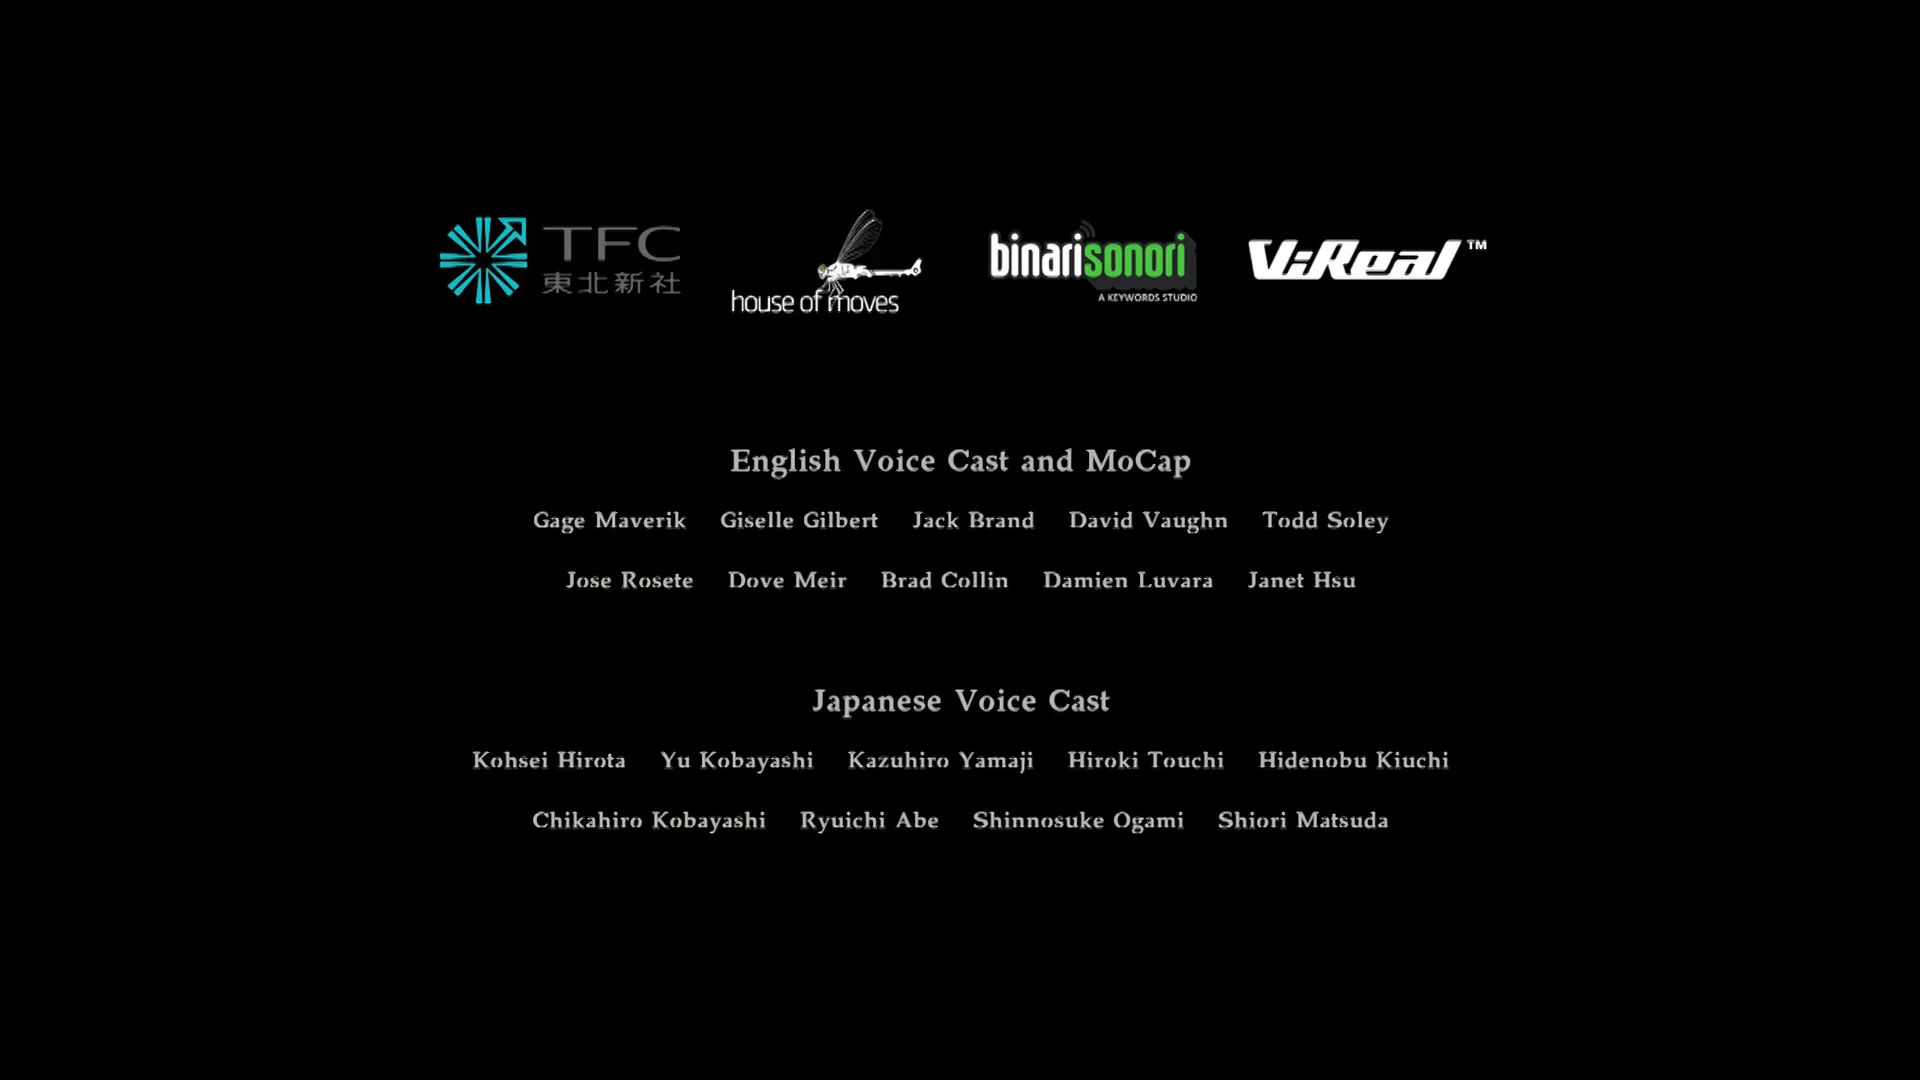 TFC
東北新社
house of moves
binarisonori
A KEYWORDS STUDIO
ViReal™
English Voice Cast and MoCap
Gage Maverik Giselle Gilbert Jack Brand David Vaughn Todd Soley
Jose Rosete Dove Meir Brad Collin Damien Luvara Janet Hsu
Japanese Voice Cast
Kohsei Hirota Yu Kobayashi Kazuhiro Yamaji Hiroki Touchi Hidenobu Kiuchi
Chikahiro Kobayashi Ryuichi Abe Shinnosuke Ogami Shiori Matsuda